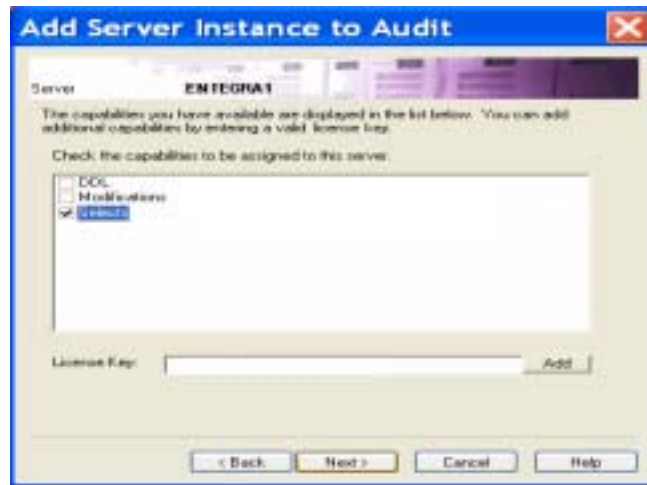 Add Server Instance to Audit
Server ENTEGRA1
The capabilities you have available are displayed in the list below. You can add
additional capabilities by entering a valid license key.
Check the capabilities to be assigned to this server.
DDL
Modifications
Selects
License Key:
Add
< Back Next > Cancel Help